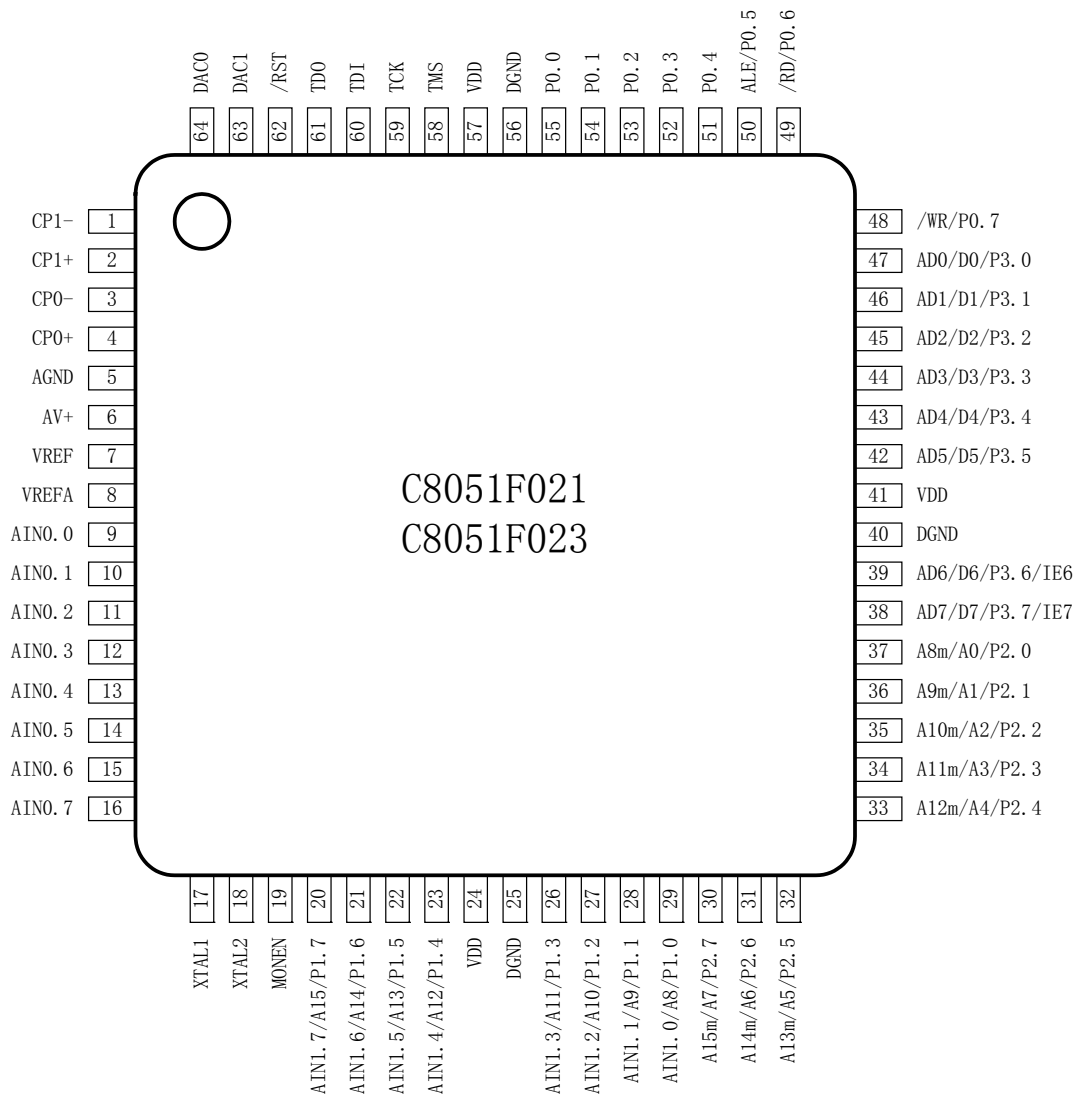 DAC0
DAC1
/RST
TDO
TDI
TCK
TMS
VDD
DGND
P0.0
P0.1
P0.2
P0.3
P0.4
ALE/P0.5
/RD/P0.6
64
63
62
61
60
59
58
57
56
55
54
53
52
51
50
49
CP1- 1
CP1+ 2
CP0- 3
CP0+ 4
AGND 5
AV+ 6
VREF 7
VREFA 8
AIN0.0 9
AIN0.1 10
AIN0.2 11
AIN0.3 12
AIN0.4 13
AIN0.5 14
AIN0.6 15
AIN0.7 16
C8051F021
C8051F023
48 /WR/P0.7
47 AD0/D0/P3.0
46 AD1/D1/P3.1
45 AD2/D2/P3.2
44 AD3/D3/P3.3
43 AD4/D4/P3.4
42 AD5/D5/P3.5
41 VDD
40 DGND
39 AD6/D6/P3.6/IE6
38 AD7/D7/P3.7/IE7
37 A8m/A0/P2.0
36 A9m/A1/P2.1
35 A10m/A2/P2.2
34 A11m/A3/P2.3
33 A12m/A4/P2.4
17
18
19
20
21
22
23
24
25
26
27
28
29
30
31
32
XTAL1
XTAL2
MONEN
AIN1.7/A15/P1.7
AIN1.6/A14/P1.6
AIN1.5/A13/P1.5
AIN1.4/A12/P1.4
VDD
DGND
AIN1.3/A11/P1.3
AIN1.2/A10/P1.2
AIN1.1/A9/P1.1
AIN1.0/A8/P1.0
A15m/A7/P2.7
A14m/A6/P2.6
A13m/A5/P2.5